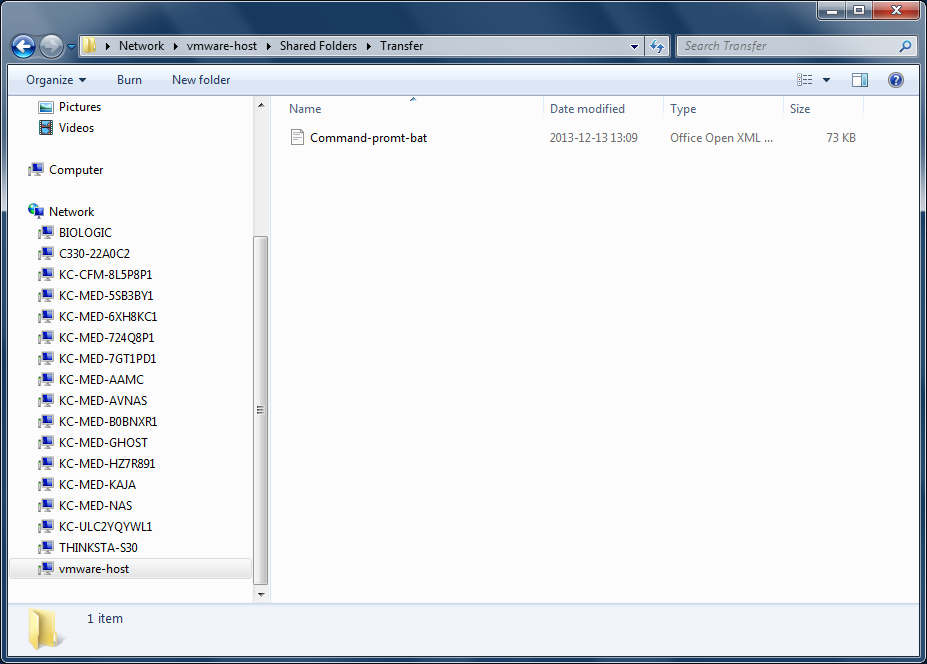 Network vmware-host Shared Folders Transfer
Search Transfer
Organize Burn New folder
Pictures
Videos
Computer
Network
BIOLOGIC
C330-22A0C2
KC-CFM-8L5P8P1
KC-MED-5SB3BY1
KC-MED-6XH8KC1
KC-MED-724Q8P1
KC-MED-7GT1PD1
KC-MED-AAMC
KC-MED-AVNAS
KC-MED-B0BNXR1
KC-MED-GHOST
KC-MED-HZ7R891
KC-MED-KAJA
KC-MED-NAS
KC-ULC2YQYWL1
THINKSTA-S30
vmware-host
Name Date modified Type Size
Command-promt-bat 2013-12-13 13:09 Office Open XML ... 73 KB
1 item